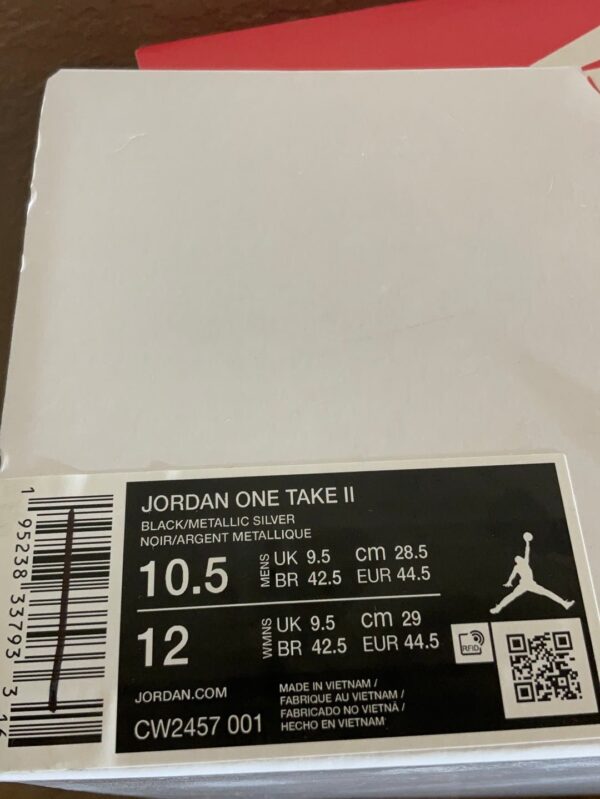 JORDAN ONE TAKE II
BLACK/METALLIC SILVER
NOIR/ARGENT METALLIQUE
10.5 MENS UK 9.5 cm 28.5
BR 42.5 EUR 44.5
12 WMNS UK 9.5 cm 29
BR 42.5 EUR 44.5
RFID
JORDAN.COM
CW2457 001
MADE IN VIETNAM /
FABRIQUE AU VIETNAM /
FABRICADO NO VIETNÃ /
HECHO EN VIETNAM
1 95238 33793 3